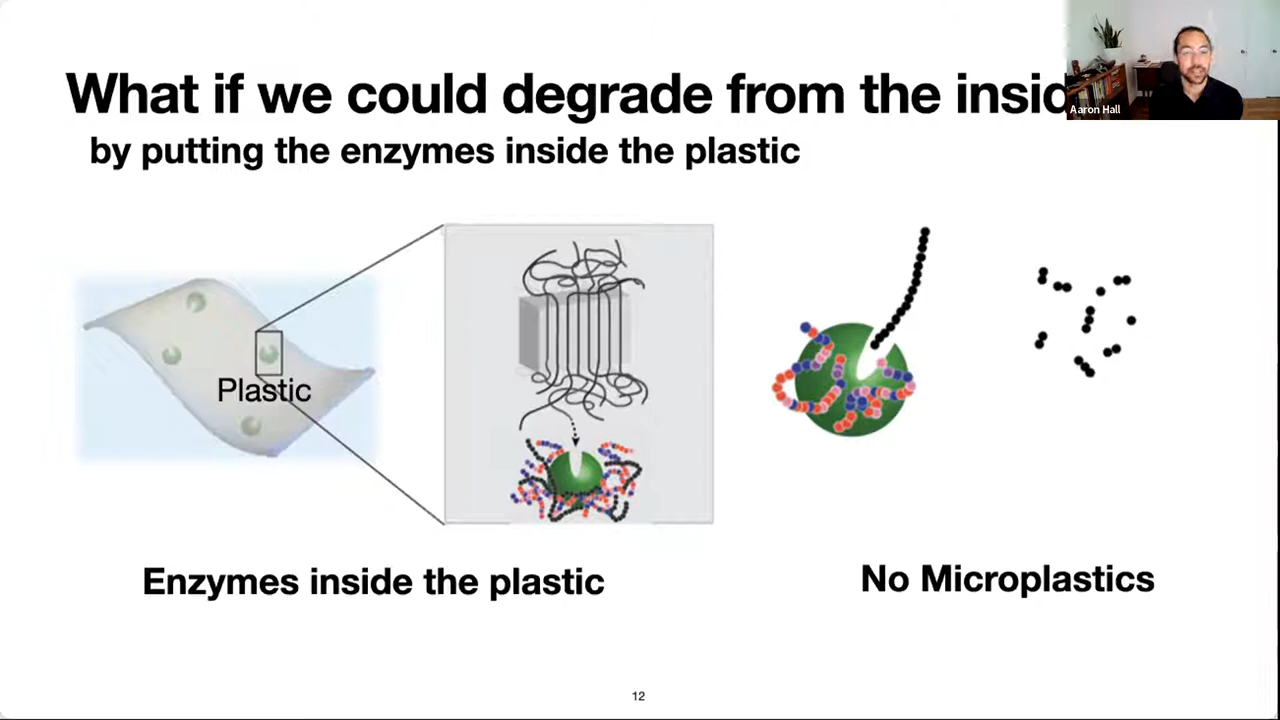 What if we could degrade from the insid
Aaron Hall
by putting the enzymes inside the plastic
Plastic
Enzymes inside the plastic
No Microplastics
12